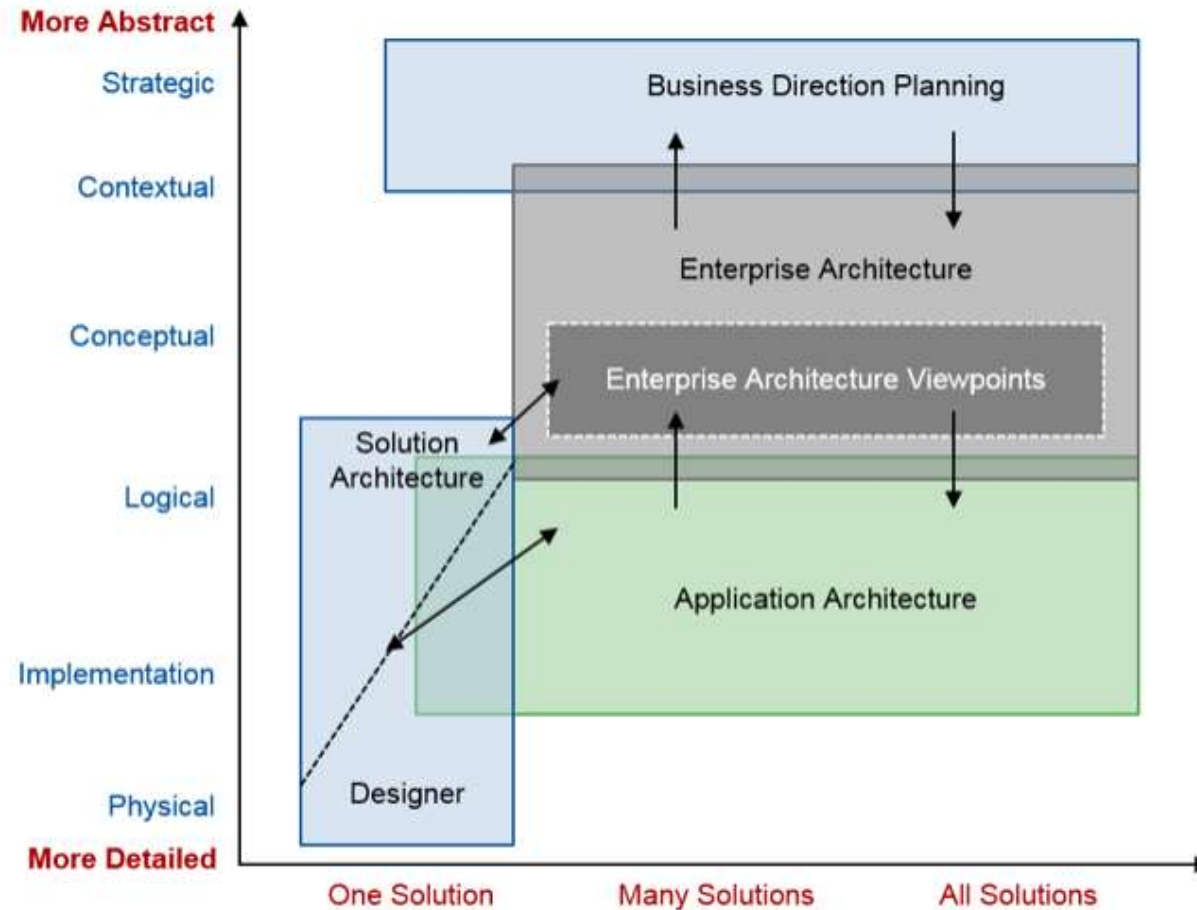 More Abstract
Strategic
Business Direction Planning
Contextual
Enterprise Architecture
Conceptual
Enterprise Architecture Viewpoints
Solution
Architecture
Logical
Application Architecture
Implementation
Designer
Physical
More Detailed
One Solution
Many Solutions
All Solutions